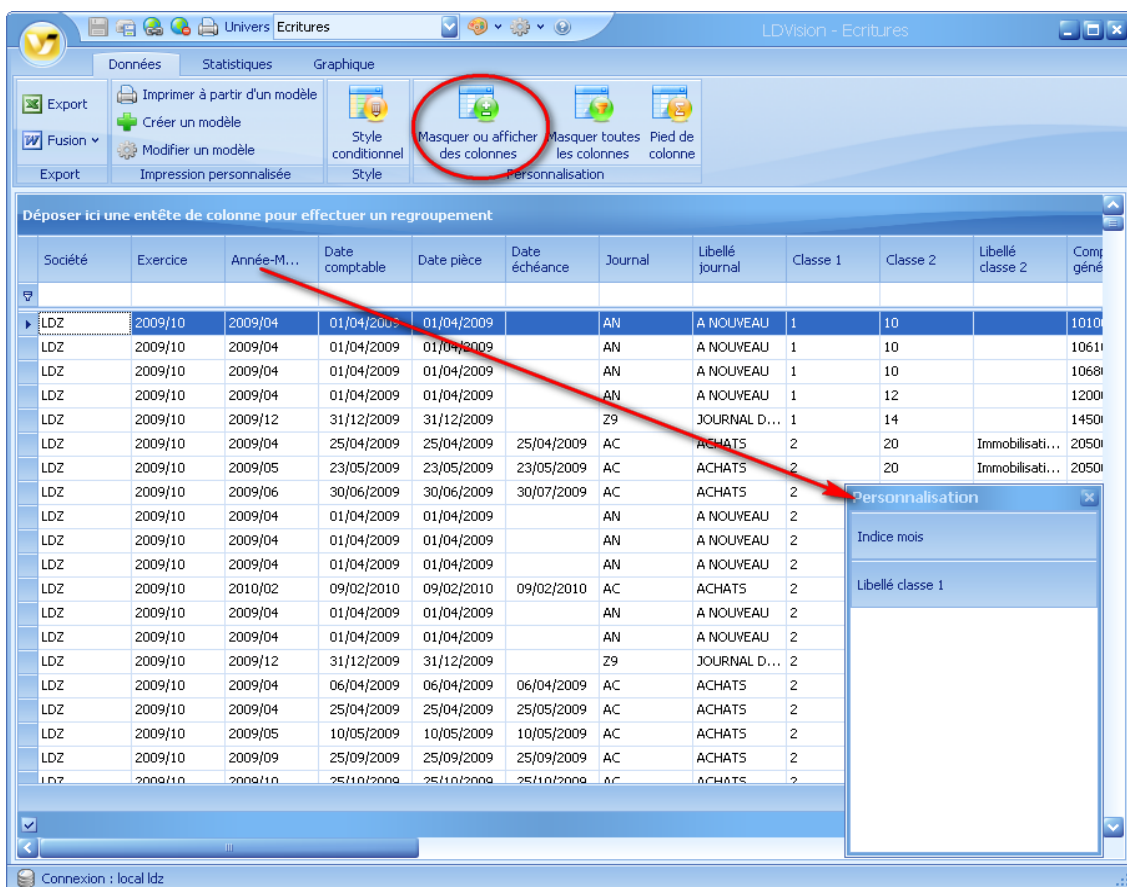 Univers Ecritures
LDVision - Ecritures
Données Statistiques Graphique
Export
Fusion
Export
Imprimer à partir d'un modèle
Créer un modèle
Modifier un modèle
Impression personnalisée
Style conditionnel
Style
Masquer ou afficher des colonnes
Masquer toutes les colonnes
Pied de colonne
Personnalisation
Déposer ici une entête de colonne pour effectuer un regroupement
Société Exercice Année-M... Date comptable Date pièce Date échéance Journal Libellé journal Classe 1 Classe 2 Libellé classe 2
LDZ 2009/10 2009/04 01/04/2009 01/04/2009 AN A NOUVEAU 1 10
LDZ 2009/10 2009/04 01/04/2009 01/04/2009 AN A NOUVEAU 1 10
LDZ 2009/10 2009/04 01/04/2009 01/04/2009 AN A NOUVEAU 1 10
LDZ 2009/10 2009/04 01/04/2009 01/04/2009 AN A NOUVEAU 1 12
LDZ 2009/10 2009/12 31/12/2009 31/12/2009 Z9 JOURNAL D... 1 14
LDZ 2009/10 2009/04 25/04/2009 25/04/2009 25/04/2009 AC ACHATS 2 20 Immobilisati...
LDZ 2009/10 2009/05 23/05/2009 23/05/2009 23/05/2009 AC ACHATS 2 20 Immobilisati...
LDZ 2009/10 2009/06 30/06/2009 30/06/2009 30/07/2009 AC ACHATS 2
LDZ 2009/10 2009/04 01/04/2009 01/04/2009 AN A NOUVEAU 2
LDZ 2009/10 2009/04 01/04/2009 01/04/2009 AN A NOUVEAU 2
LDZ 2009/10 2009/04 01/04/2009 01/04/2009 AN A NOUVEAU 2
LDZ 2009/10 2010/02 09/02/2010 09/02/2010 09/02/2010 AC ACHATS 2
LDZ 2009/10 2009/04 01/04/2009 01/04/2009 AN A NOUVEAU 2
LDZ 2009/10 2009/04 01/04/2009 01/04/2009 AN A NOUVEAU 2
LDZ 2009/10 2009/12 31/12/2009 31/12/2009 Z9 JOURNAL D... 2
LDZ 2009/10 2009/04 06/04/2009 06/04/2009 06/04/2009 AC ACHATS 2
LDZ 2009/10 2009/04 25/04/2009 25/04/2009 25/05/2009 AC ACHATS 2
LDZ 2009/10 2009/05 10/05/2009 10/05/2009 10/05/2009 AC ACHATS 2
LDZ 2009/10 2009/09 25/09/2009 25/09/2009 25/09/2009 AC ACHATS 2
LDZ 2009/10 2009/10 25/10/2009 25/10/2009 25/10/2009 AC ACHATS 2
Personnalisation
Indice mois
Libellé classe 1
Connexion : local ldz